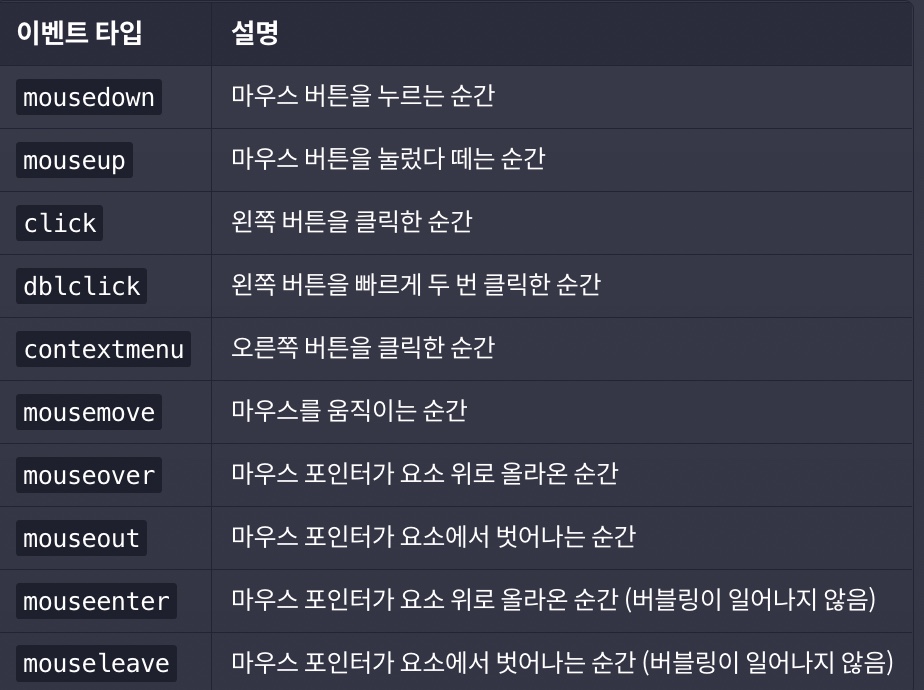 이벤트 타입 설명
mousedown 마우스 버튼을 누르는 순간
mouseup 마우스 버튼을 눌렀다 떼는 순간
click 왼쪽 버튼을 클릭한 순간
dblclick 왼쪽 버튼을 빠르게 두 번 클릭한 순간
contextmenu 오른쪽 버튼을 클릭한 순간
mousemove 마우스를 움직이는 순간
mouseover 마우스 포인터가 요소 위로 올라온 순간
mouseout 마우스 포인터가 요소에서 벗어나는 순간
mouseenter 마우스 포인터가 요소 위로 올라온 순간 (버블링이 일어나지 않음)
mouseleave 마우스 포인터가 요소에서 벗어나는 순간 (버블링이 일어나지 않음)